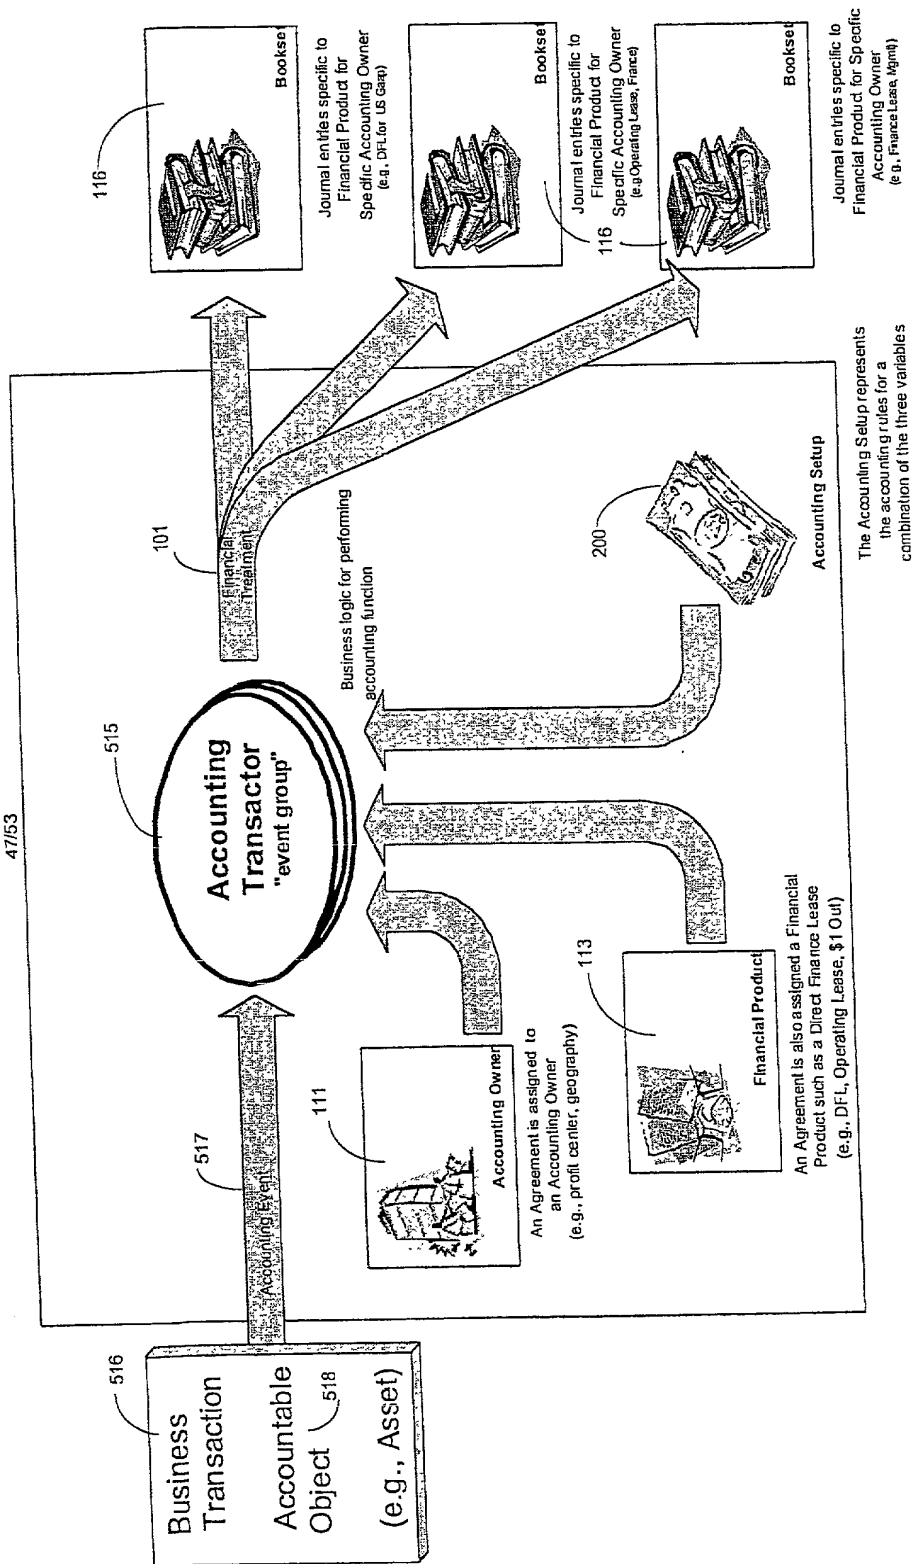 47/53
516
Business
Transaction
Accountable
Object
518
(e.g., Asset)
517
Accounting Event
515
Accounting
Transactor
"event group"
101
Financial
Treatment
Business logic for performing
accounting function
111
Accounting Owner
An Agreement is assigned to
an Accounting Owner
(e.g., profit center, geography)
113
Financial Product
An Agreement is also assigned a Financial
Product such as a Direct Finance Lease
(e.g., DFL, Operating Lease, $1 Out)
200
Accounting Setup
The Accounting Setup represents
the accounting rules for a
combination of the three variables
116
Bookset
Journal entries specific to
Financial Product for
Specific Accounting Owner
(e.g., DFL for US Gaap)
Bookset
Journal entries specific to
Financial Product for
Specific Accounting Owner
(e.g. Operating Lease, France)
116
Bookset
Journal entries specific to
Financial Product for Specific
Accounting Owner
(e.g., Finance Lease, Mgmt)